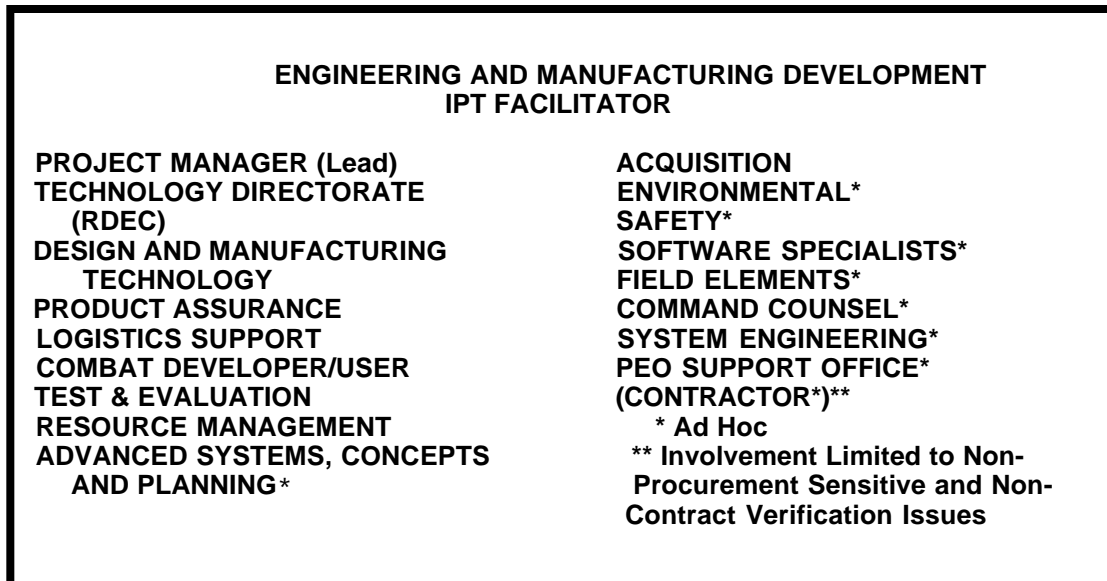 ENGINEERING AND MANUFACTURING DEVELOPMENT
IPT FACILITATOR
PROJECT MANAGER (Lead)
TECHNOLOGY DIRECTORATE
(RDEC)
DESIGN AND MANUFACTURING
TECHNOLOGY
PRODUCT ASSURANCE
LOGISTICS SUPPORT
COMBAT DEVELOPER/USER
TEST & EVALUATION
RESOURCE MANAGEMENT
ADVANCED SYSTEMS, CONCEPTS
AND PLANNING*
ACQUISITION
ENVIRONMENTAL*
SAFETY*
SOFTWARE SPECIALISTS*
FIELD ELEMENTS*
COMMAND COUNSEL*
SYSTEM ENGINEERING*
PEO SUPPORT OFFICE*
(CONTRACTOR*)**
* Ad Hoc
** Involvement Limited to Non-
Procurement Sensitive and Non-
Contract Verification Issues